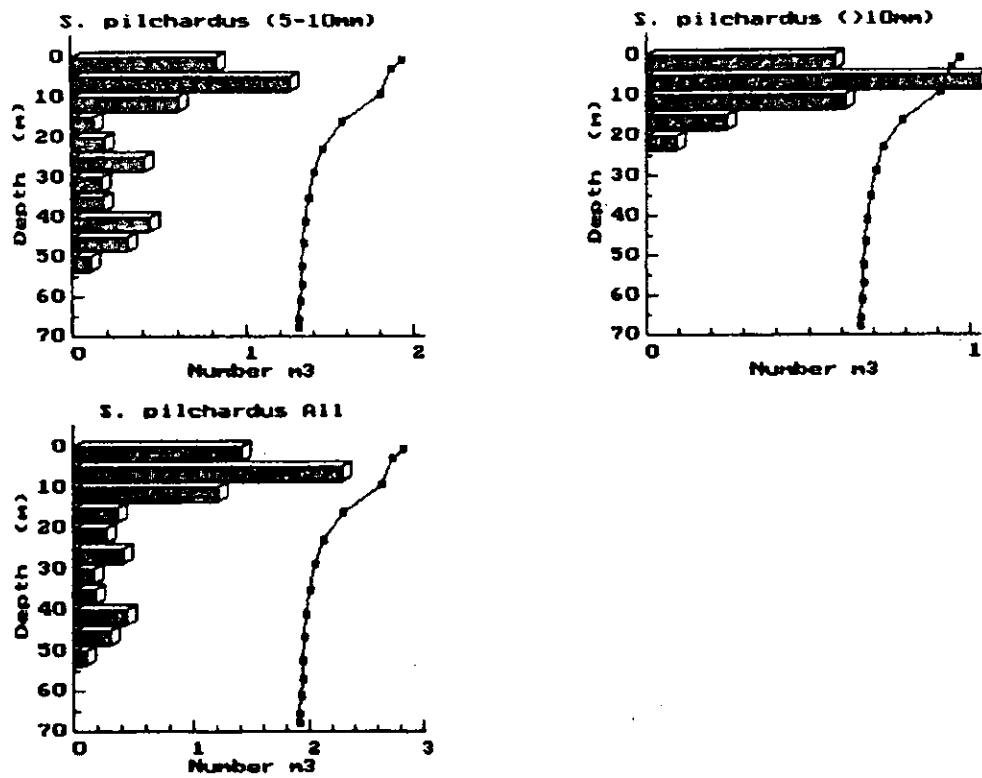 S. pilchardus (5-10mm)
0
10
20
30
40
50
60
70
Depth (m)
0 1 2
Number m3
S. pilchardus (>10mm)
0
10
20
30
40
50
60
70
Depth (m)
0 1
Number m3
S. pilchardus All
0
10
20
30
40
50
60
70
Depth (m)
0 1 2 3
Number m3